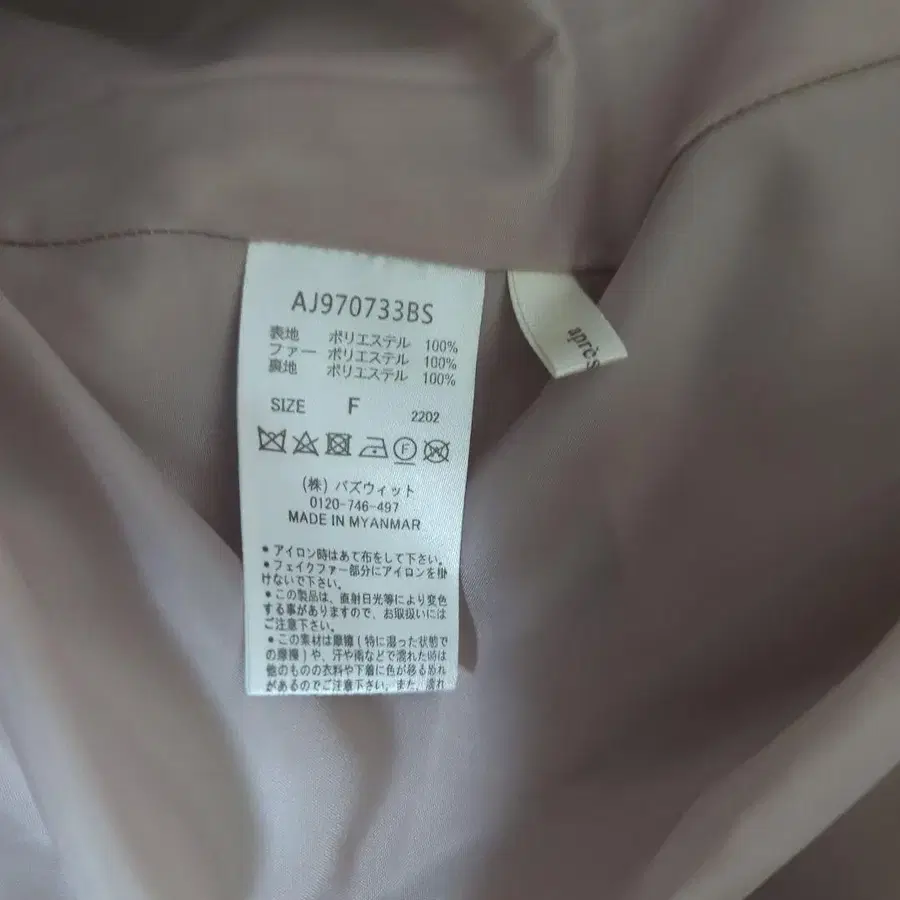 AJ970733BS
表地 ポリエステル 100%
ファー ポリエステル 100%
裏地 ポリエステル 100%
SIZE F 2202
F
W
(株) バズウィット
0120-746-497
MADE IN MYANMAR
• アイロン時はあて布をして下さい。
• フェイクファー部分にアイロンを掛
けないで下さい。
• この製品は、直射日光等により変色
する事がありますので、お取扱いには
ご注意下さい。
• この素材は摩擦(特に湿った状態で
の摩擦)や、汗や雨などで濡れた時は
他のものの衣料や下着に色が移る恐れ
があるのでご注意下さい。また、濡れ
après